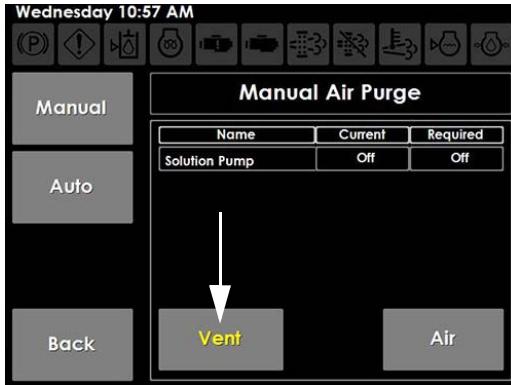 Wednesday 10:57 AM
(P)
Manual
Manual Air Purge
Name Current Required
Solution Pump Off Off
Auto
Vent
Air
Back